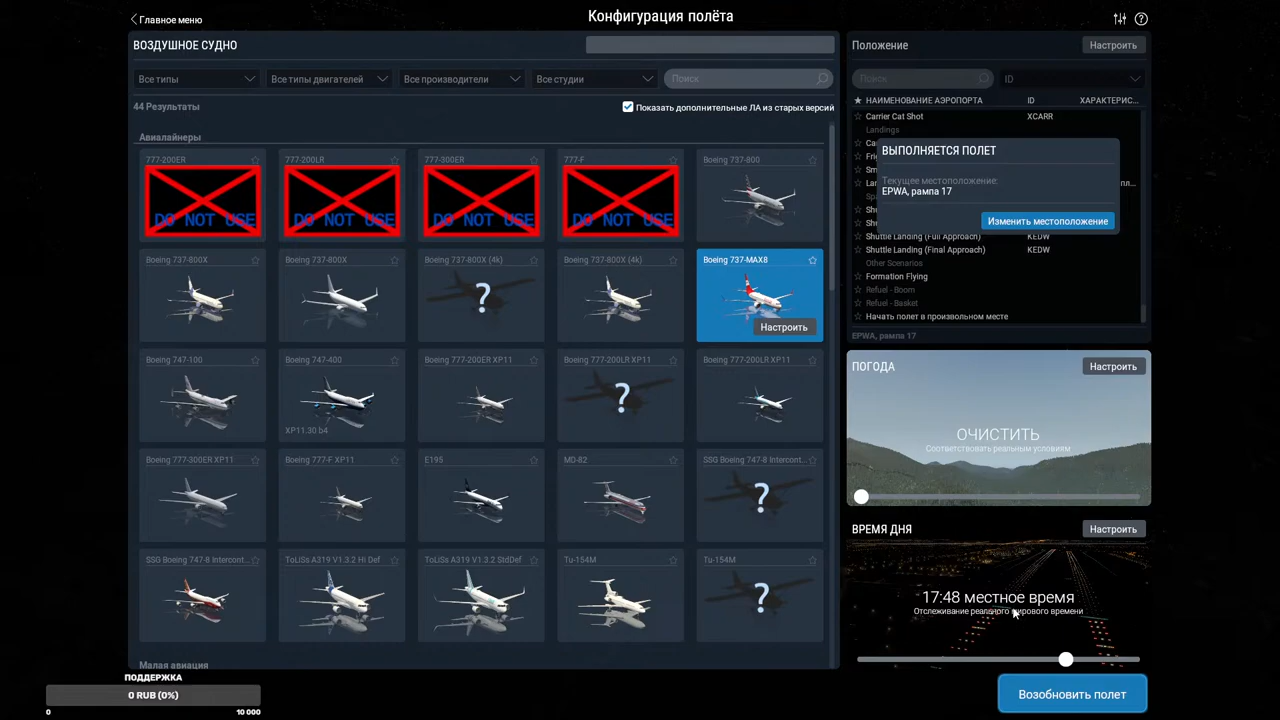 Главное меню
Конфигурация полёта
ВОЗДУШНОЕ СУДНО
Все типы
Все типы двигателей
Все производители
Все студии
Поиск
44 Результаты
Показать дополнительные ЛА из старых версий
Авиалайнеры
777-200ER
777-200LR
777-300ER
777-F
Boeing 737-800
DO NOT USE
DO NOT USE
DO NOT USE
DO NOT USE
Boeing 737-800X
Boeing 737-800X
Boeing 737-800X (4k)
Boeing 737-800X (4k)
Boeing 737-MAX8
?
Настроить
Boeing 747-100
Boeing 747-400
Boeing 777-200ER XP11
Boeing 777-200LR XP11
Boeing 777-200LR XP11
?
XP11.30 b4
Boeing 777-300ER XP11
Boeing 777-F XP11
E195
MD-82
SSG Boeing 747-8 Intercont...
?
SSG Boeing 747-8 Intercont...
ToLiSs A319 V1.3.2 Hi Def
ToLiSs A319 V1.3.2 StdDef
Tu-154M
Tu-154M
?
Малая авиация
Положение
Настроить
Поиск
ID
★ НАИМЕНОВАНИЕ АЭРОПОРТА
ID
ХАРАКТЕРИС...
Carrier Cat Shot
XCARR
Landings
ВЫПОЛНЯЕТСЯ ПОЛЕТ
Текущее местоположение:
EPWA, рампа 17
Изменить местоположение
Shuttle Landing (Full Approach)
KEDW
Shuttle Landing (Final Approach)
KEDW
Other Scenarios
Formation Flying
Refuel - Boom
Refuel - Basket
Начать полет в произвольном месте
EPWA, рампа 17
ПОГОДА
Настроить
ОЧИСТИТЬ
Соответствовать реальным условиям
ВРЕМЯ ДНЯ
Настроить
17:48 местное время
Отслеживание реального мирового времени
ПОДДЕРЖКА
0 RUB (0%)
0
10 000
Возобновить полет